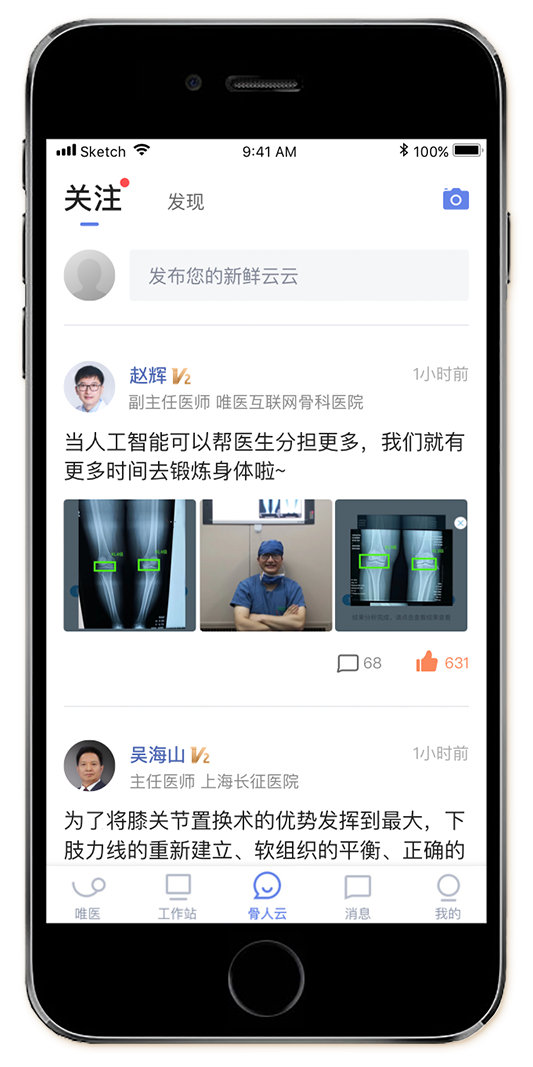 Sketch 9:41 AM 100%
关注 发现
发布您的新鲜云云
赵辉 V2 1小时前
副主任医师 唯医互联网骨科医院
当人工智能可以帮医生分担更多，我们就有
更多时间去锻炼身体啦~
68 631
吴海山 V2 1小时前
主任医师 上海长征医院
为了将膝关节置换术的优势发挥到最大，下
肢力线的重新建立、软组织的平衡、正确的
唯医 工作站 骨人云 消息 我的